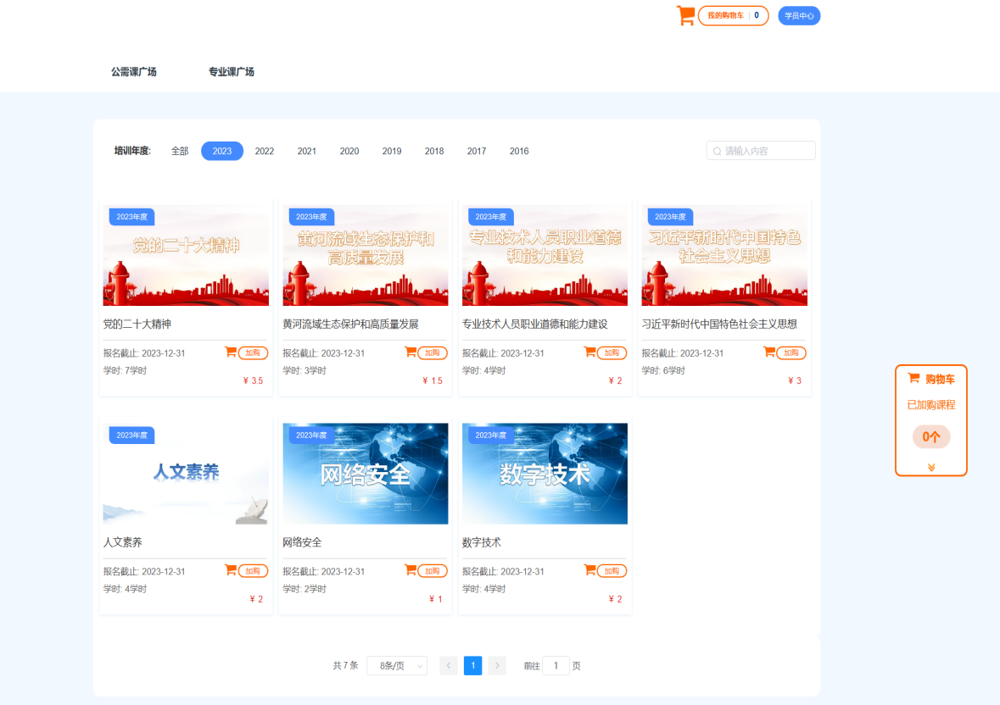 我的购物车 | 0
学员中心
公需课广场
专业课广场
培训年度: 全部 2023 2022 2021 2020 2019 2018 2017 2016
请输入内容
2023年度
党的二十大精神
党的二十大精神
报名截止: 2023-12-31
加购
学时: 7学时
¥ 3.5
2023年度
黄河流域生态保护和
高质量发展
黄河流域生态保护和高质量发展
报名截止: 2023-12-31
加购
学时: 3学时
¥ 1.5
2023年度
专业技术人员职业道德
和能力建设
专业技术人员职业道德和能力建设
报名截止: 2023-12-31
加购
学时: 4学时
¥ 2
2023年度
习近平新时代中国特色
社会主义思想
习近平新时代中国特色社会主义思想
报名截止: 2023-12-31
加购
学时: 6学时
¥ 3
购物车
已加购课程
0个
2023年度
人文素养
人文素养
报名截止: 2023-12-31
加购
学时: 4学时
¥ 2
2023年度
网络安全
网络安全
报名截止: 2023-12-31
加购
学时: 2学时
¥ 1
2023年度
数字技术
数字技术
报名截止: 2023-12-31
加购
学时: 4学时
¥ 2
共 7 条 8条/页 1 前往 1 页